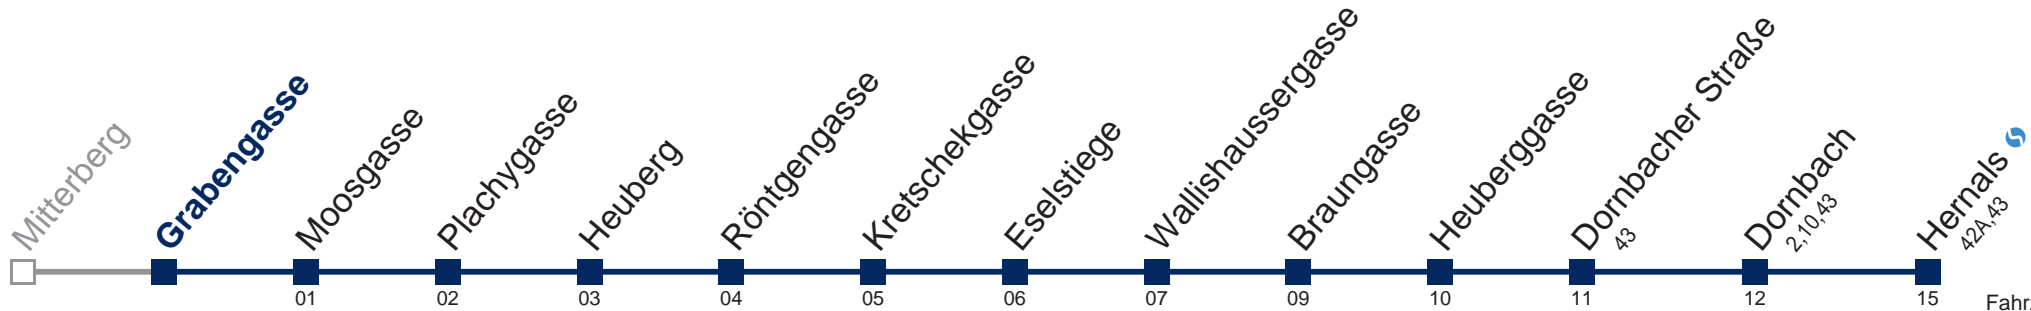 Mitterberg
Grabengasse
Moosgasse
Plachygasse
Heuberg
Röntgengasse
Kretschekgasse
Eselstiege
Wallishaussergasse
Braungasse
Heuberggasse
Dornbacher Straße
43
Dornbach
2,10,43
Hernals
42A,43
01
02
03
04
05
06
07
09
10
11
12
15